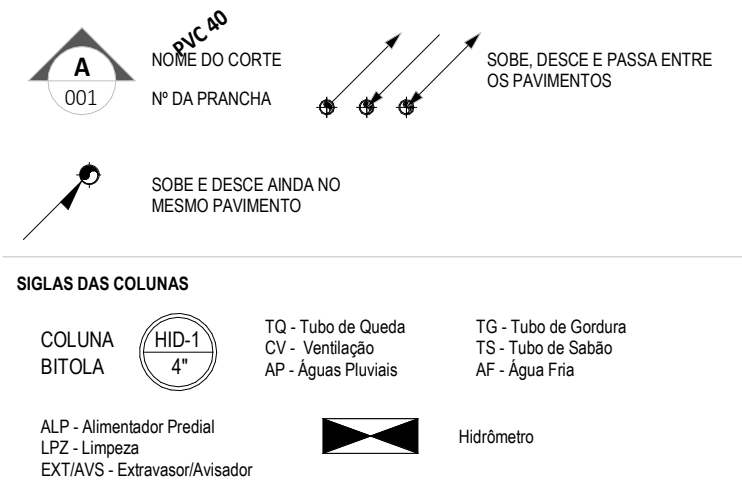 PVC 40
A
001
NOME DO CORTE
Nº DA PRANCHA
SOBE, DESCE E PASSA ENTRE
OS PAVIMENTOS
SOBE E DESCE AINDA NO
MESMO PAVIMENTO
SIGLAS DAS COLUNAS
COLUNA
BITOLA
HID-1
4"
TQ - Tubo de Queda
CV - Ventilação
AP - Águas Pluviais
TG - Tubo de Gordura
TS - Tubo de Sabão
AF - Água Fria
ALP - Alimentador Predial
LPZ - Limpeza
EXT/AVS - Extravasor/Avisador
Hidrômetro